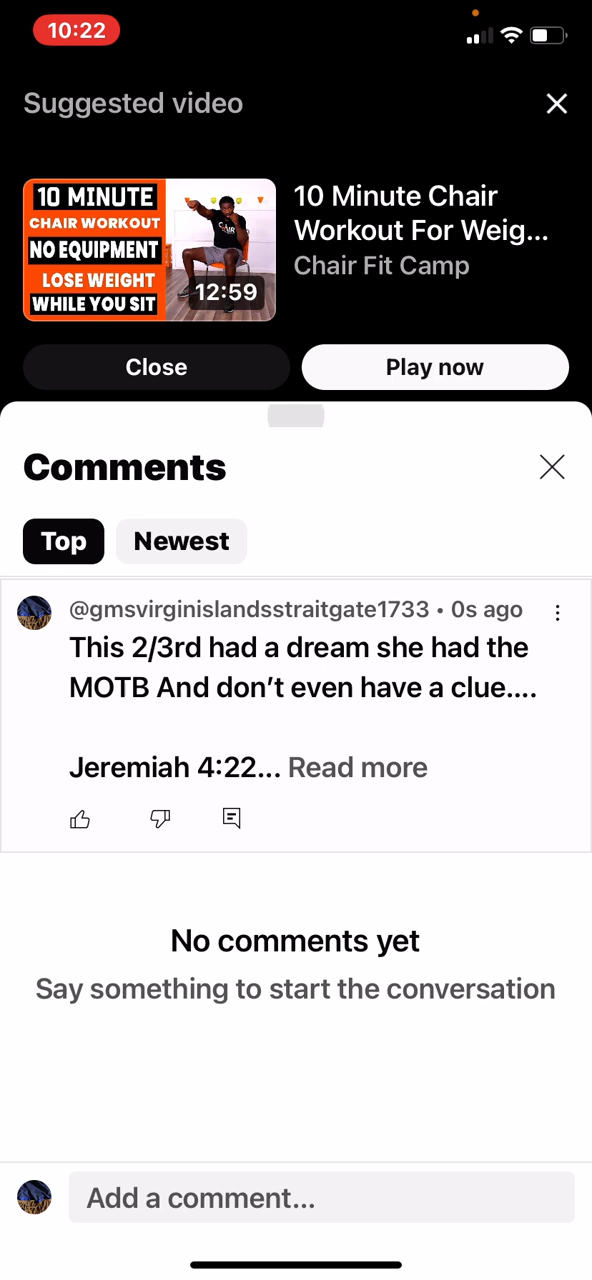 10:22
Suggested video
10 MINUTE
CHAIR WORKOUT
NO EQUIPMENT
LOSE WEIGHT
WHILE YOU SIT
12:59
10 Minute Chair
Workout For Weig...
Chair Fit Camp
Close
Play now
Comments
Top
Newest
@gmsvirginislandsstraitgate1733 • 0s ago
This 2/3rd had a dream she had the
MOTB And don’t even have a clue....
Jeremiah 4:22... Read more
No comments yet
Say something to start the conversation
Add a comment...